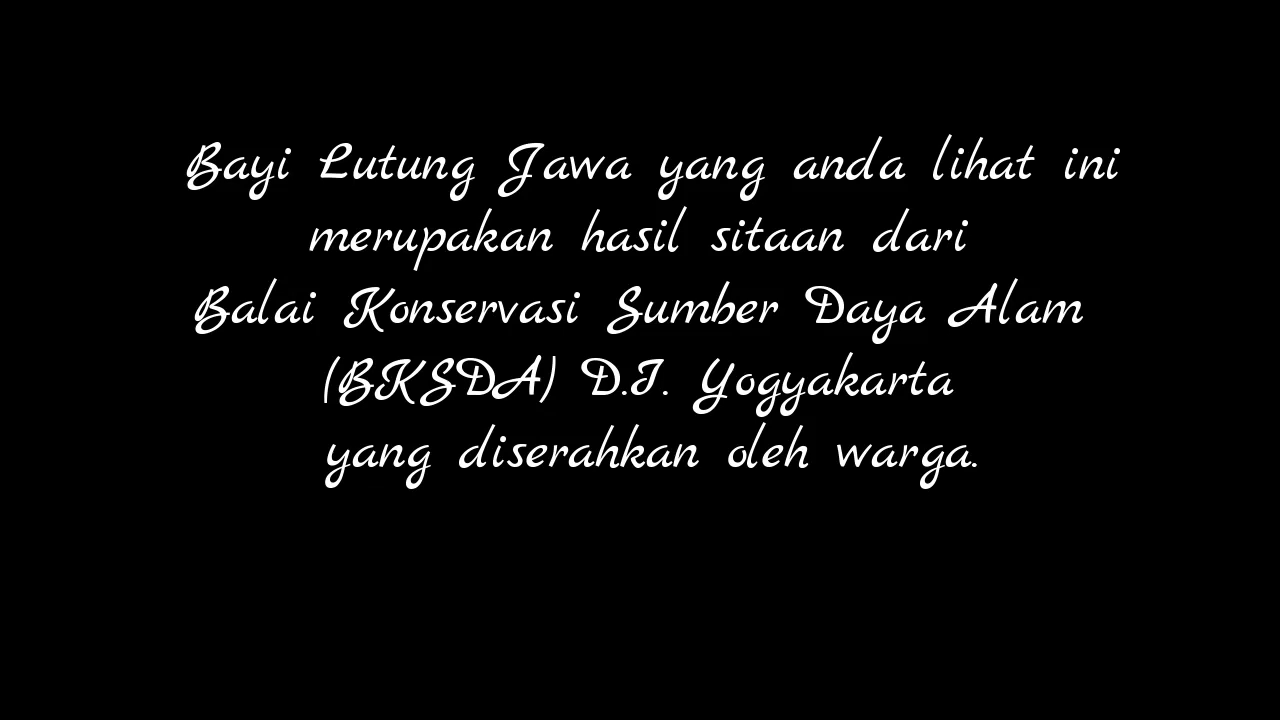 Bayi Lutung Jawa yang anda lihat ini
merupakan hasil sitaan dari
Balai Konservasi Sumber Daya Alam
(BKSDA) D.I. Yogyakarta
yang diserahkan oleh warga.